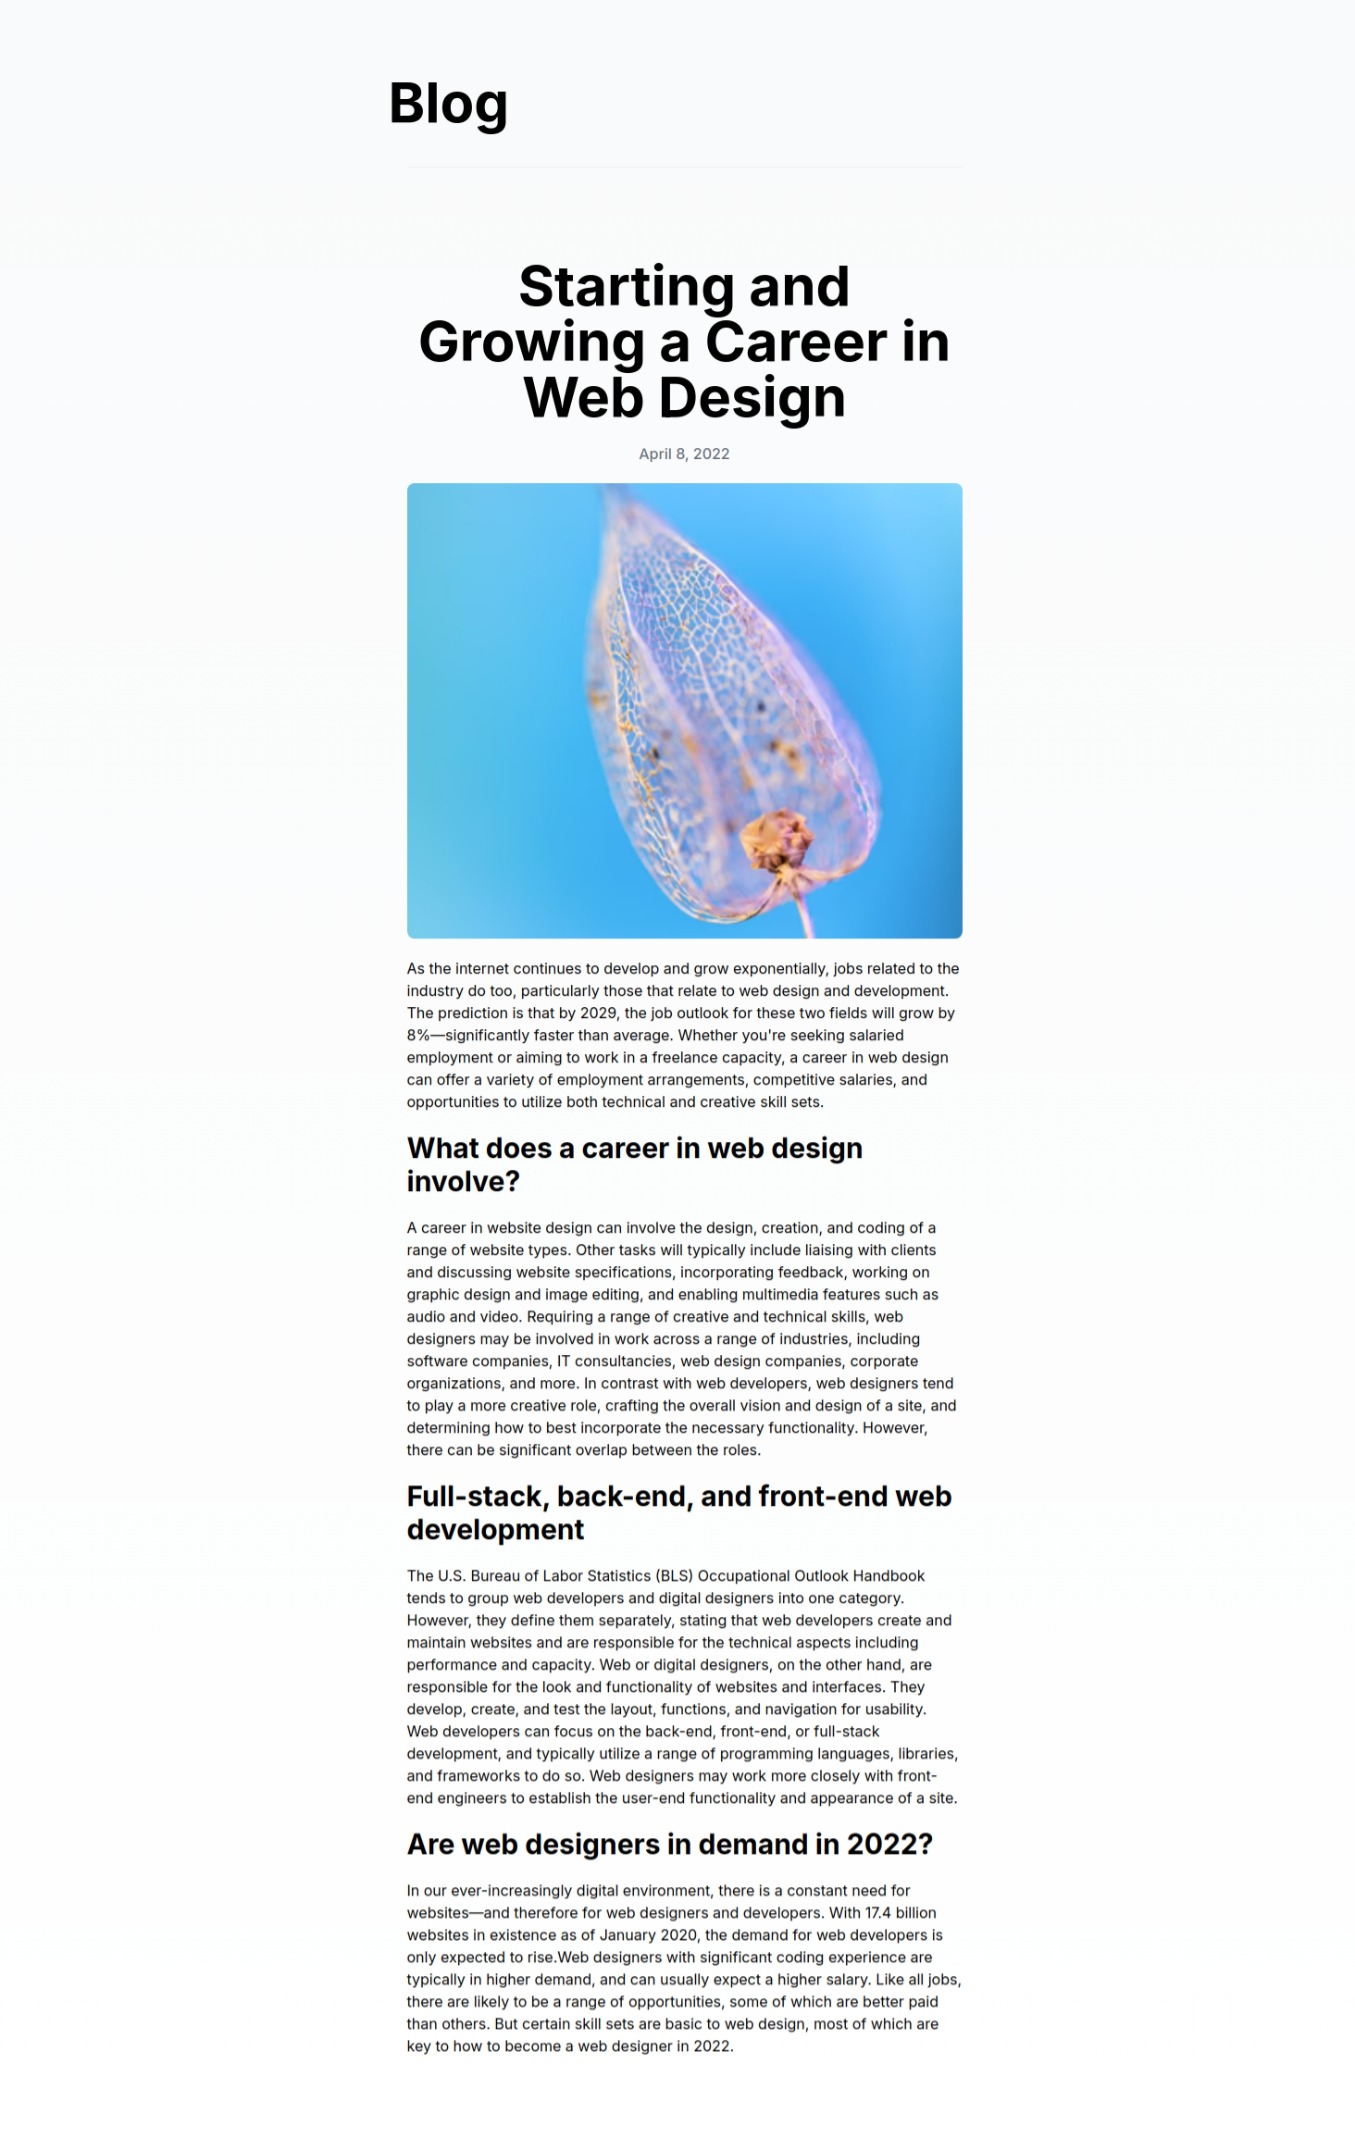 Blog
Starting and
Growing a Career in
Web Design
April 8, 2022
As the internet continues to develop and grow exponentially, jobs related to the
industry do too, particularly those that relate to web design and development.
The prediction is that by 2029, the job outlook for these two fields will grow by
8%—significantly faster than average. Whether you're seeking salaried
employment or aiming to work in a freelance capacity, a career in web design
can offer a variety of employment arrangements, competitive salaries, and
opportunities to utilize both technical and creative skill sets.
What does a career in web design
involve?
A career in website design can involve the design, creation, and coding of a
range of website types. Other tasks will typically include liaising with clients
and discussing website specifications, incorporating feedback, working on
graphic design and image editing, and enabling multimedia features such as
audio and video. Requiring a range of creative and technical skills, web
designers may be involved in work across a range of industries, including
software companies, IT consultancies, web design companies, corporate
organizations, and more. In contrast with web developers, web designers tend
to play a more creative role, crafting the overall vision and design of a site, and
determining how to best incorporate the necessary functionality. However,
there can be significant overlap between the roles.
Full-stack, back-end, and front-end web
development
The U.S. Bureau of Labor Statistics (BLS) Occupational Outlook Handbook
tends to group web developers and digital designers into one category.
However, they define them separately, stating that web developers create and
maintain websites and are responsible for the technical aspects including
performance and capacity. Web or digital designers, on the other hand, are
responsible for the look and functionality of websites and interfaces. They
develop, create, and test the layout, functions, and navigation for usability.
Web developers can focus on the back-end, front-end, or full-stack
development, and typically utilize a range of programming languages, libraries,
and frameworks to do so. Web designers may work more closely with front-
end engineers to establish the user-end functionality and appearance of a site.
Are web designers in demand in 2022?
In our ever-increasingly digital environment, there is a constant need for
websites—and therefore for web designers and developers. With 17.4 billion
websites in existence as of January 2020, the demand for web developers is
only expected to rise.Web designers with significant coding experience are
typically in higher demand, and can usually expect a higher salary. Like all jobs,
there are likely to be a range of opportunities, some of which are better paid
than others. But certain skill sets are basic to web design, most of which are
key to how to become a web designer in 2022.